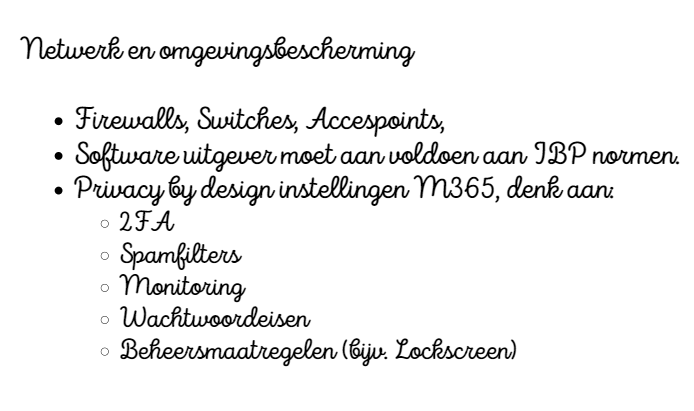 Netwerk en omgevingsbescherming
• Firewalls, Switches, Accespoints,
• Software uitgever moet aan voldoen aan IBP normen.
• Privacy by design instellingen M365, denk aan:
○ 2FA
○ Spamfilters
○ Monitoring
○ Wachtwoordeisen
○ Beheersmaatregelen (bijv. Lockscreen)